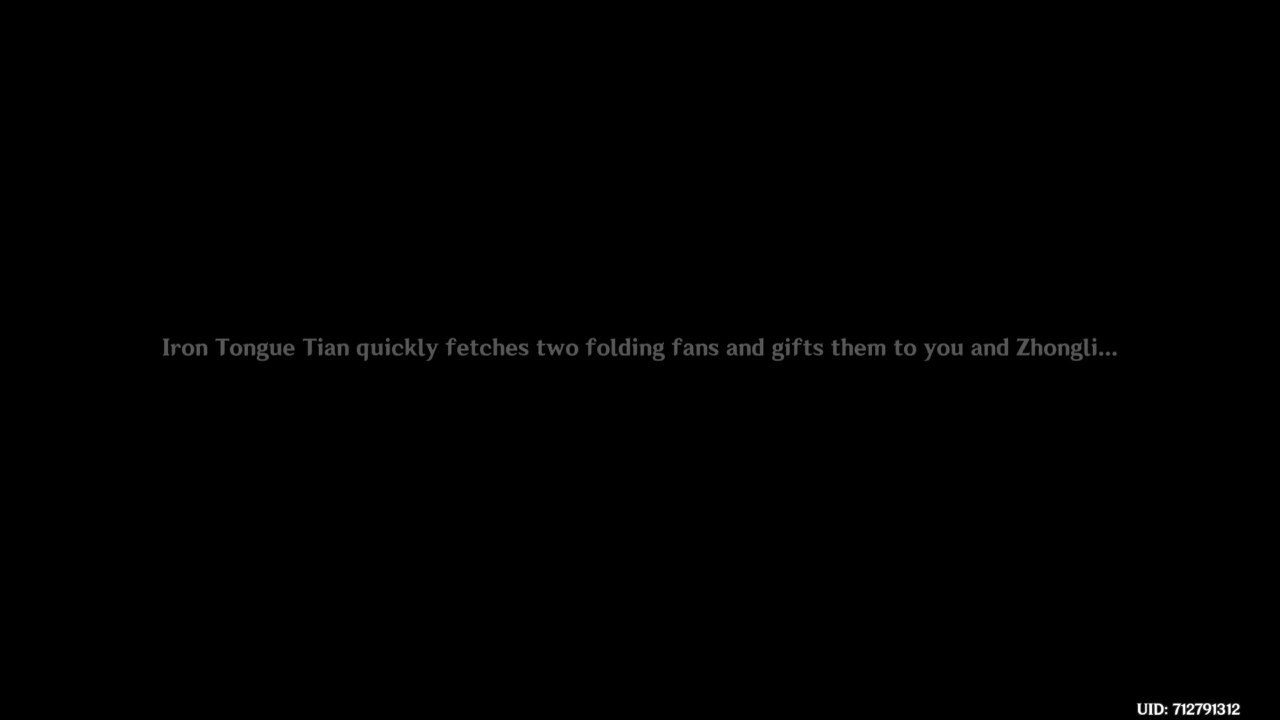 Iron Tongue Tian quickly fetches two folding fans and gifts them to you and Zhongli...
UID: 712791312